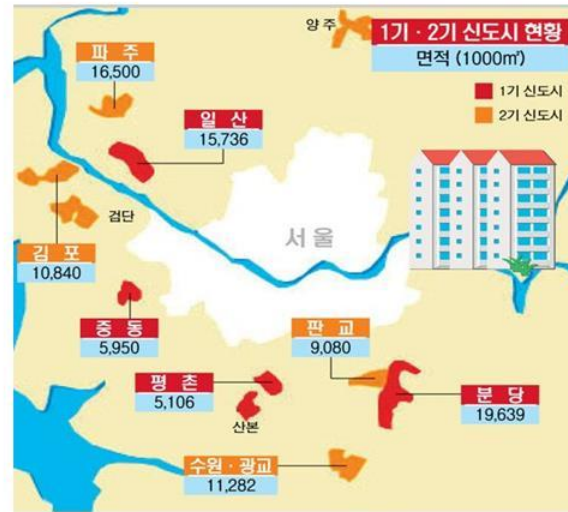 양 주
1기 · 2기 신도시 현황
면적 (1000㎡)
1기 신도시
2기 신도시
파 주
16,500
일 산
15,736
검단
김 포
10,840
서 울
중 동
5,950
판 교
9,080
평 촌
5,106
산본
분 당
19,639
수원 · 광교
11,282